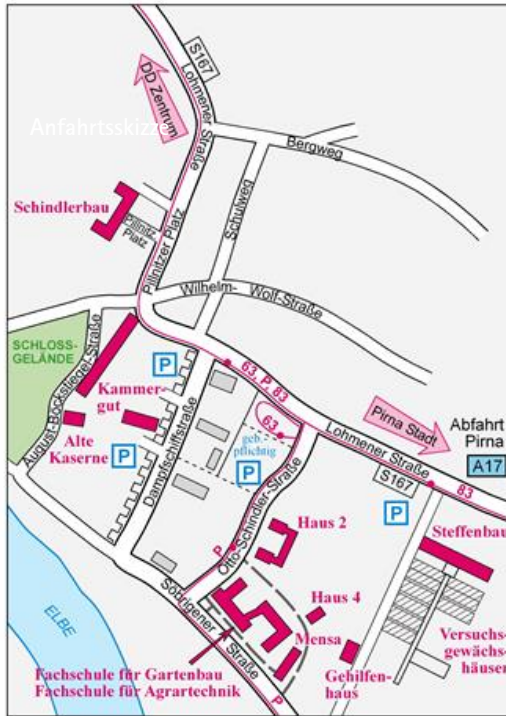 S167
Lohmener Straße
DD Zentrum
Anfahrtsskizze
Bergweg
Schulweg
Schindlerbau
Pillnitz.
Platz
Pillnitzer Platz
Wilhelm-
Wolf-Straße
SCHLOSS-
GELÄNDE
August-Böckstiegel-Straße
P
Kammer-
gut
Alte
Kaserne
P
Dampfschiffstraße
63, P, 83
63
geb.
pflichtig
P
Lohmener Straße
Pirna Stadt
Abfahrt
Pirna
A17
S167
83
P
Otto-Schindler-Straße
P
Haus 2
Steffenbau
Haus 4
Mensa
Söbrigener Straße
ELBE
Gehilfen-
haus
Versuchs-
gewächs-
häuser
Fachschule für Gartenbau
Fachschule für Agrartechnik
P